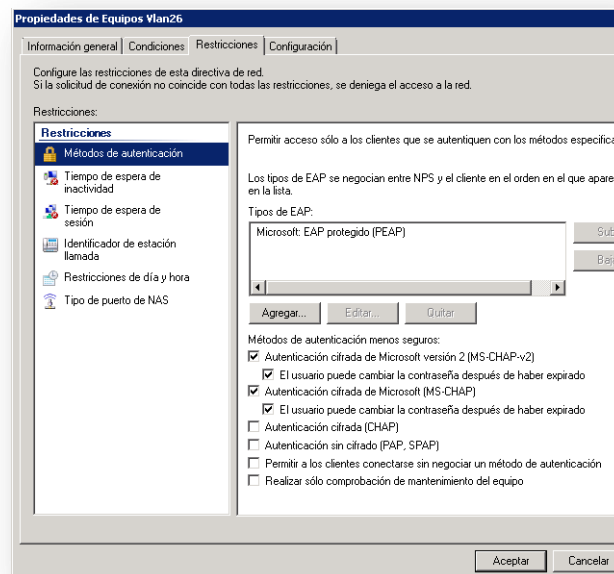 Propiedades de Equipos Vlan26
Información general
Condiciones
Restricciones
Configuración
Configure las restricciones de esta directiva de red.
Si la solicitud de conexión no coincide con todas las restricciones, se deniega el acceso a la red.
Restricciones:
Restricciones
Métodos de autenticación
Tiempo de espera de
inactividad
Tiempo de espera de
sesión
Identificador de estación
llamada
Restricciones de día y hora
Tipo de puerto de NAS
Permitir acceso sólo a los clientes que se autentiquen con los métodos especifica
Los tipos de EAP se negocian entre NPS y el cliente en el orden en el que apare
en la lista.
Tipos de EAP:
Microsoft: EAP protegido (PEAP)
Sub
Baja
Agregar...
Editar...
Quitar
Métodos de autenticación menos seguros:
Autenticación cifrada de Microsoft versión 2 (MS-CHAP-v2)
El usuario puede cambiar la contraseña después de haber expirado
Autenticación cifrada de Microsoft (MS-CHAP)
El usuario puede cambiar la contraseña después de haber expirado
Autenticación cifrada (CHAP)
Autenticación sin cifrado (PAP, SPAP)
Permitir a los clientes conectarse sin negociar un método de autenticación
Realizar sólo comprobación de mantenimiento del equipo
Aceptar
Cancelar